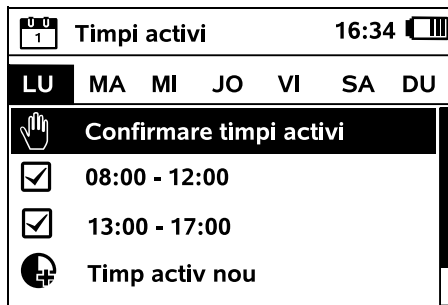 1 Timpi activi 16:34
LU MA MI JO VI SA DU
Confirmare timpi activi
08:00 - 12:00
13:00 - 17:00
Timp activ nou